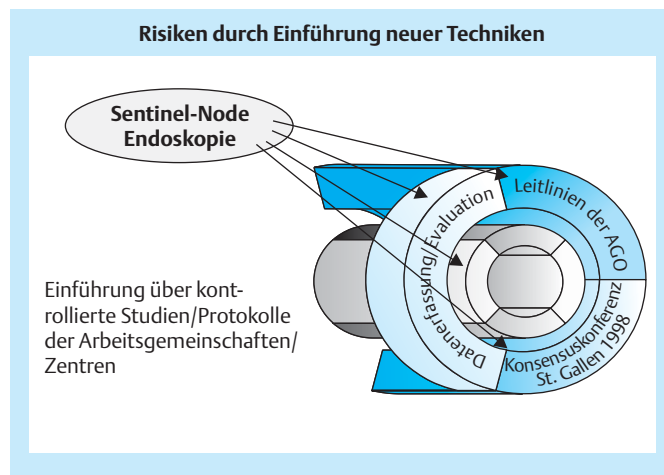 Risiken durch Einführung neuer Techniken
Sentinel-Node
Endoskopie
Datenerfassung/Evaluation
Leitlinien der AGO
Konsensuskonferenz
St. Gallen 1998
Einführung über kont-
rollierte Studien/Protokolle
der Arbeitsgemeinschaften/
Zentren